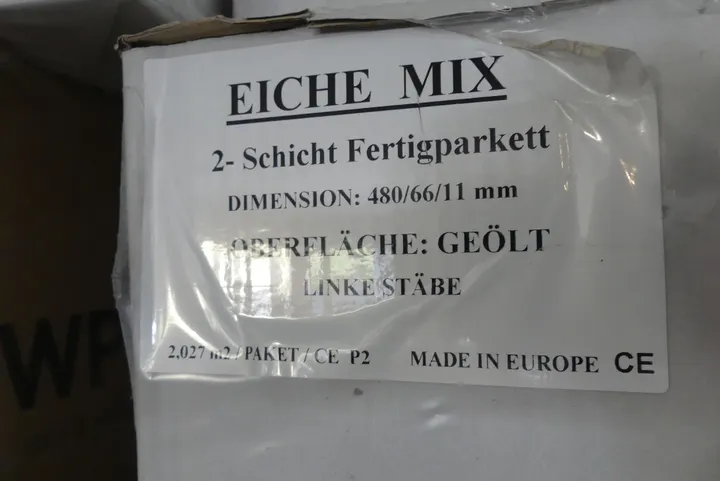 EICHE MIX
2- Schicht Fertigparkett
DIMENSION: 480/66/11 mm
OBERFLÄCHE: GEÖLT
LINKE STÄBE
2,027 m2 / PAKET / CE P2 MADE IN EUROPE CE
WP